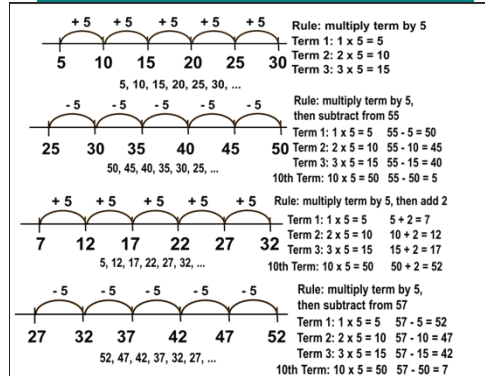 + 5 + 5 + 5 + 5 + 5
5 10 15 20 25 30
5, 10, 15, 20, 25, 30, ...
Rule: multiply term by 5
Term 1: 1 x 5 = 5
Term 2: 2 x 5 = 10
Term 3: 3 x 5 = 15
- 5 - 5 - 5 - 5 - 5
25 30 35 40 45 50
50, 45, 40, 35, 30, 25, ...
Rule: multiply term by 5,
then subtract from 55
Term 1: 1 x 5 = 5 55 - 5 = 50
Term 2: 2 x 5 = 10 55 - 10 = 45
Term 3: 3 x 5 = 15 55 - 15 = 40
10th Term: 10 x 5 = 50 55 - 50 = 5
+ 5 + 5 + 5 + 5 + 5
7 12 17 22 27 32
5, 12, 17, 22, 27, 32, ...
Rule: multiply term by 5, then add 2
Term 1: 1 x 5 = 5 5 + 2 = 7
Term 2: 2 x 5 = 10 10 + 2 = 12
Term 3: 3 x 5 = 15 15 + 2 = 17
10th Term: 10 x 5 = 50 50 + 2 = 52
- 5 - 5 - 5 - 5 - 5
27 32 37 42 47 52
52, 47, 42, 37, 32, 27, ...
Rule: multiply term by 5,
then subtract from 57
Term 1: 1 x 5 = 5 57 - 5 = 52
Term 2: 2 x 5 = 10 57 - 10 = 47
Term 3: 3 x 5 = 15 57 - 15 = 42
10th Term: 10 x 5 = 50 57 - 50 = 7